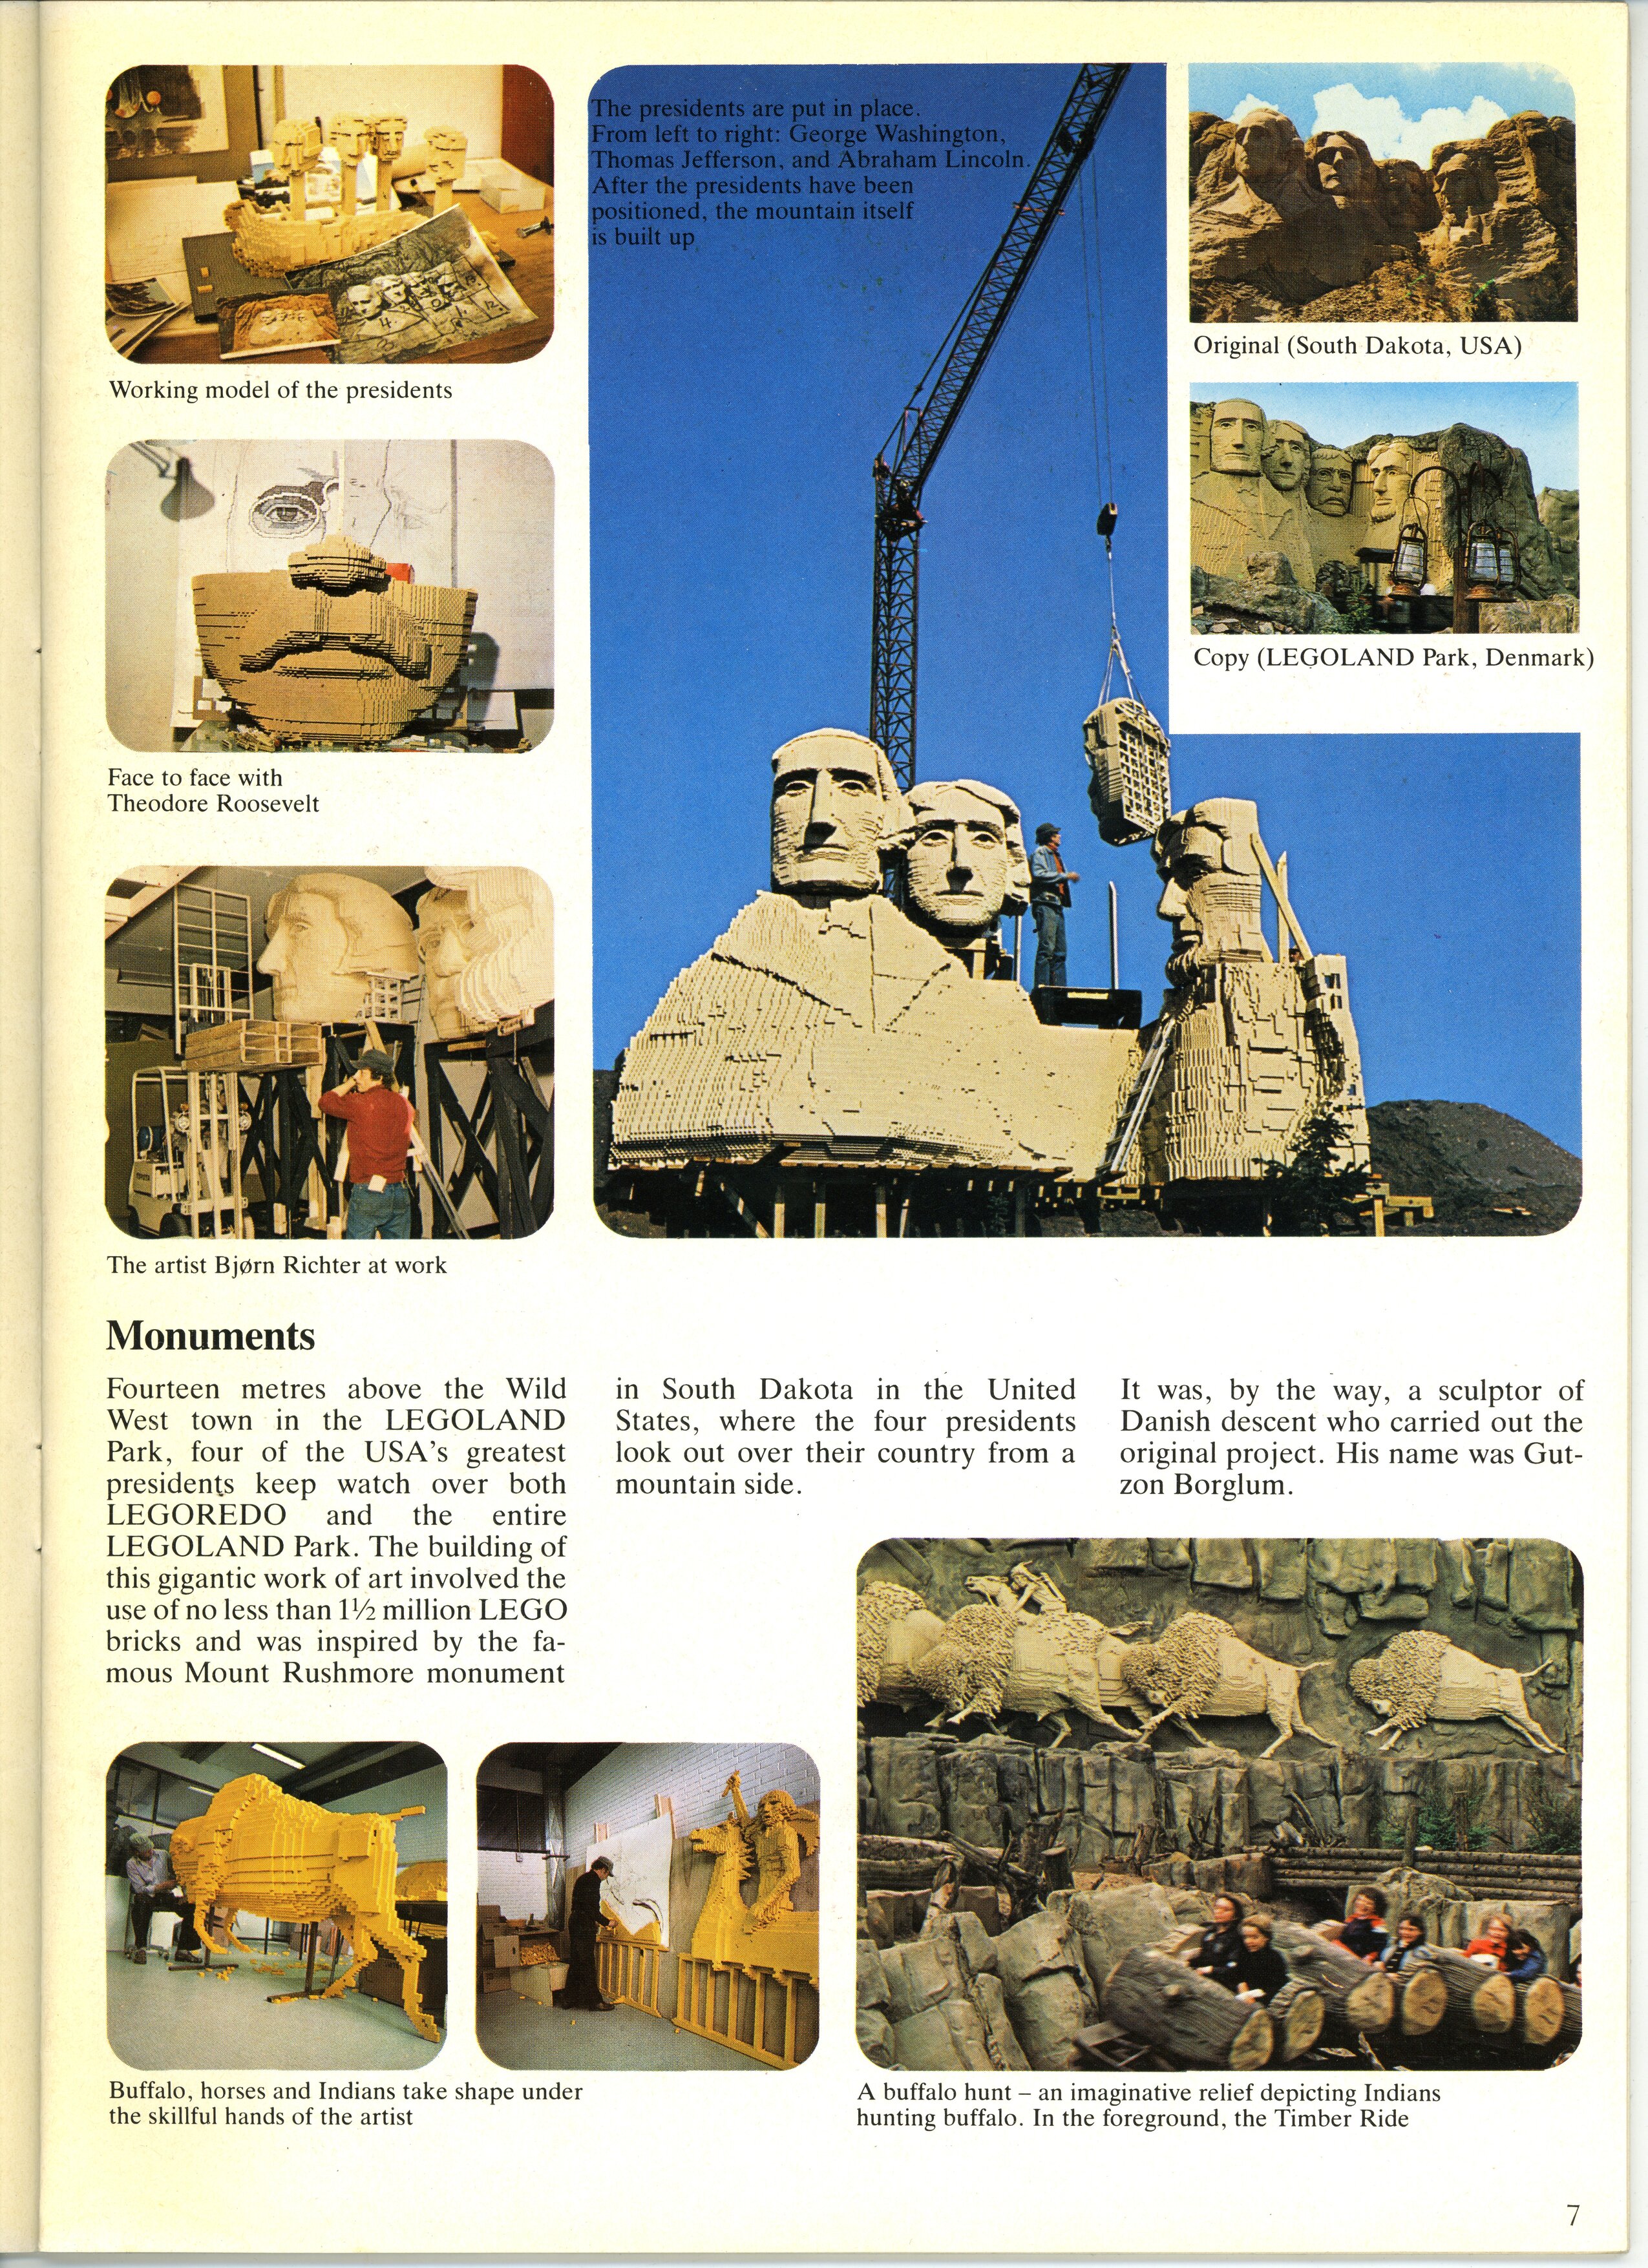 Working model of the presidents
Face to face with
Theodore Roosevelt
The artist Bjørn Richter at work
The presidents are put in place.
From left to right: George Washington,
Thomas Jefferson, and Abraham Lincoln.
After the presidents have been
positioned, the mountain itself
is built up
Original (South Dakota, USA)
Copy (LEGOLAND Park, Denmark)
Monuments
Fourteen metres above the Wild
West town in the LEGOLAND
Park, four of the USA's greatest
presidents keep watch over both
LEGOREDO and the entire
LEGOLAND Park. The building of
this gigantic work of art involved the
use of no less than 1½ million LEGO
bricks and was inspired by the fa-
mous Mount Rushmore monument
in South Dakota in the United
States, where the four presidents
look out over their country from a
mountain side.
It was, by the way, a sculptor of
Danish descent who carried out the
original project. His name was Gut-
zon Borglum.
Buffalo, horses and Indians take shape under
the skillful hands of the artist
A buffalo hunt – an imaginative relief depicting Indians
hunting buffalo. In the foreground, the Timber Ride
7